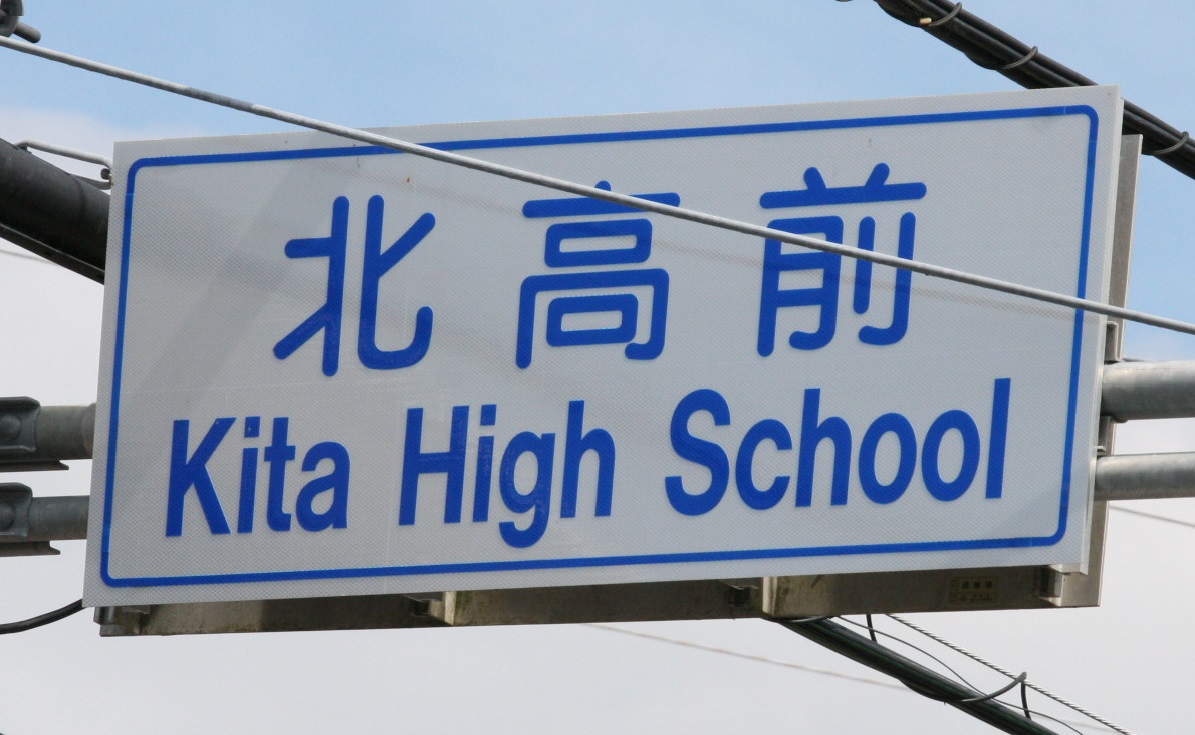 北高前
Kita High School